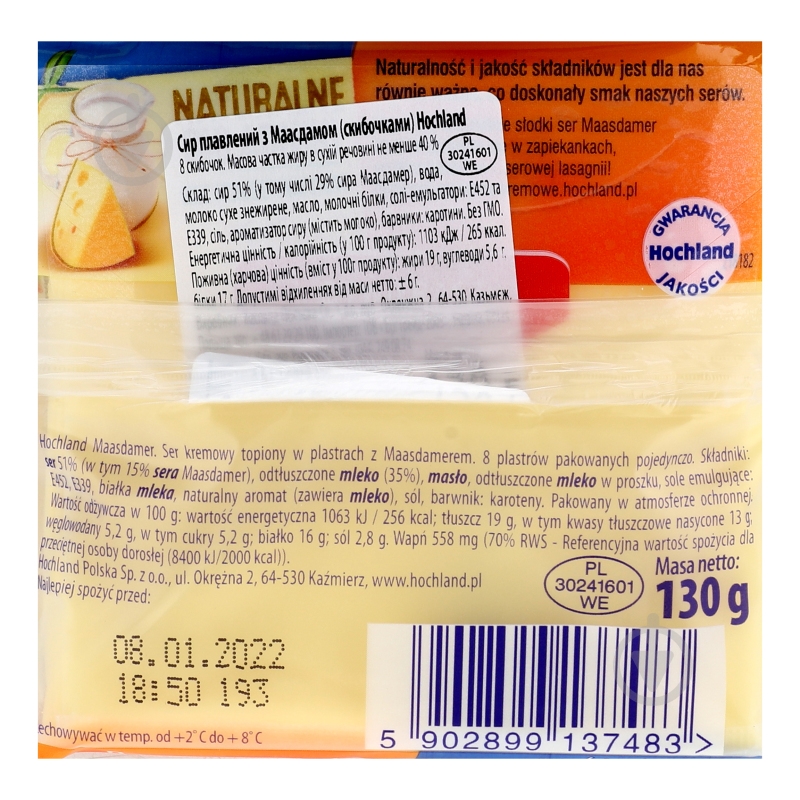 NATURALNE
Naturalność i jakość składników jest dla nas
równie ważna, co doskonały smak naszych serów.
e słodki ser Maasdamer
e w zapiekankach,
serowej lasagnii!
kremowe.hochland.pl
GWARANCJA
Hochland
JAKOŚCI
182
Сир плавлений з Маасдамом (скибочками) Hochland
8 скибочок. Масова частка жиру в сухій речовині не менше 40 %
PL
30241601
WE
Склад: сир 51% (у тому числі 29% сира Маасдамер), вода,
молоко сухе знежирене, масло, молочні білки, солі-емульгатори: Е452 та
Е339, сіль, ароматизатор сиру (містить молоко), барвники: каротини. Без ГМО.
Енергетична цінність / калорійність (у 100 г продукту): 1103 кДж / 265 ккал.
Поживна (харчова) цінність (вміст у 100г продукту): жири 19 г, вуглеводи 5,6 г.
білки 17 г. Допустимі відхилення від маси нетто: ± 6 г.
2, 64-530 Казьмєж,
Hochland Maasdamer. Ser kremowy topiony w plastrach z Maasdamerem. 8 plastrów pakowanych pojedynczo. Składniki:
ser 51% (w tym 15% sera Maasdamer), odtłuszczone mleko (35%), masło, odtłuszczone mleko w proszku, sole emulgujące:
E452, E339, białka mleka, naturalny aromat (zawiera mleko), sól, barwnik: karoteny. Pakowany w atmosferze ochronnej.
Wartość odżywcza w 100 g: wartość energetyczna 1063 kJ / 256 kcal; tłuszcz 19 g, w tym kwasy tłuszczowe nasycone 13 g;
węglowodany 5,2 g, w tym cukry 5,2 g; białko 16 g; sól 2,8 g. Wapń 558 mg (70% RWS - Referencyjna wartość spożycia dla
przeciętnej osoby dorosłej (8400 kJ/2000 kcal)).
Hochland Polska Sp. z o.o., ul. Okrężna 2, 64-530 Kaźmierz, www.hochland.pl
Najlepiej spożyć przed:
PL
30241601
WE
Masa netto:
130 g
08.01.2022
18:50 193
echowywać w temp. od +2°C do +8°C
5 902899 137483 >